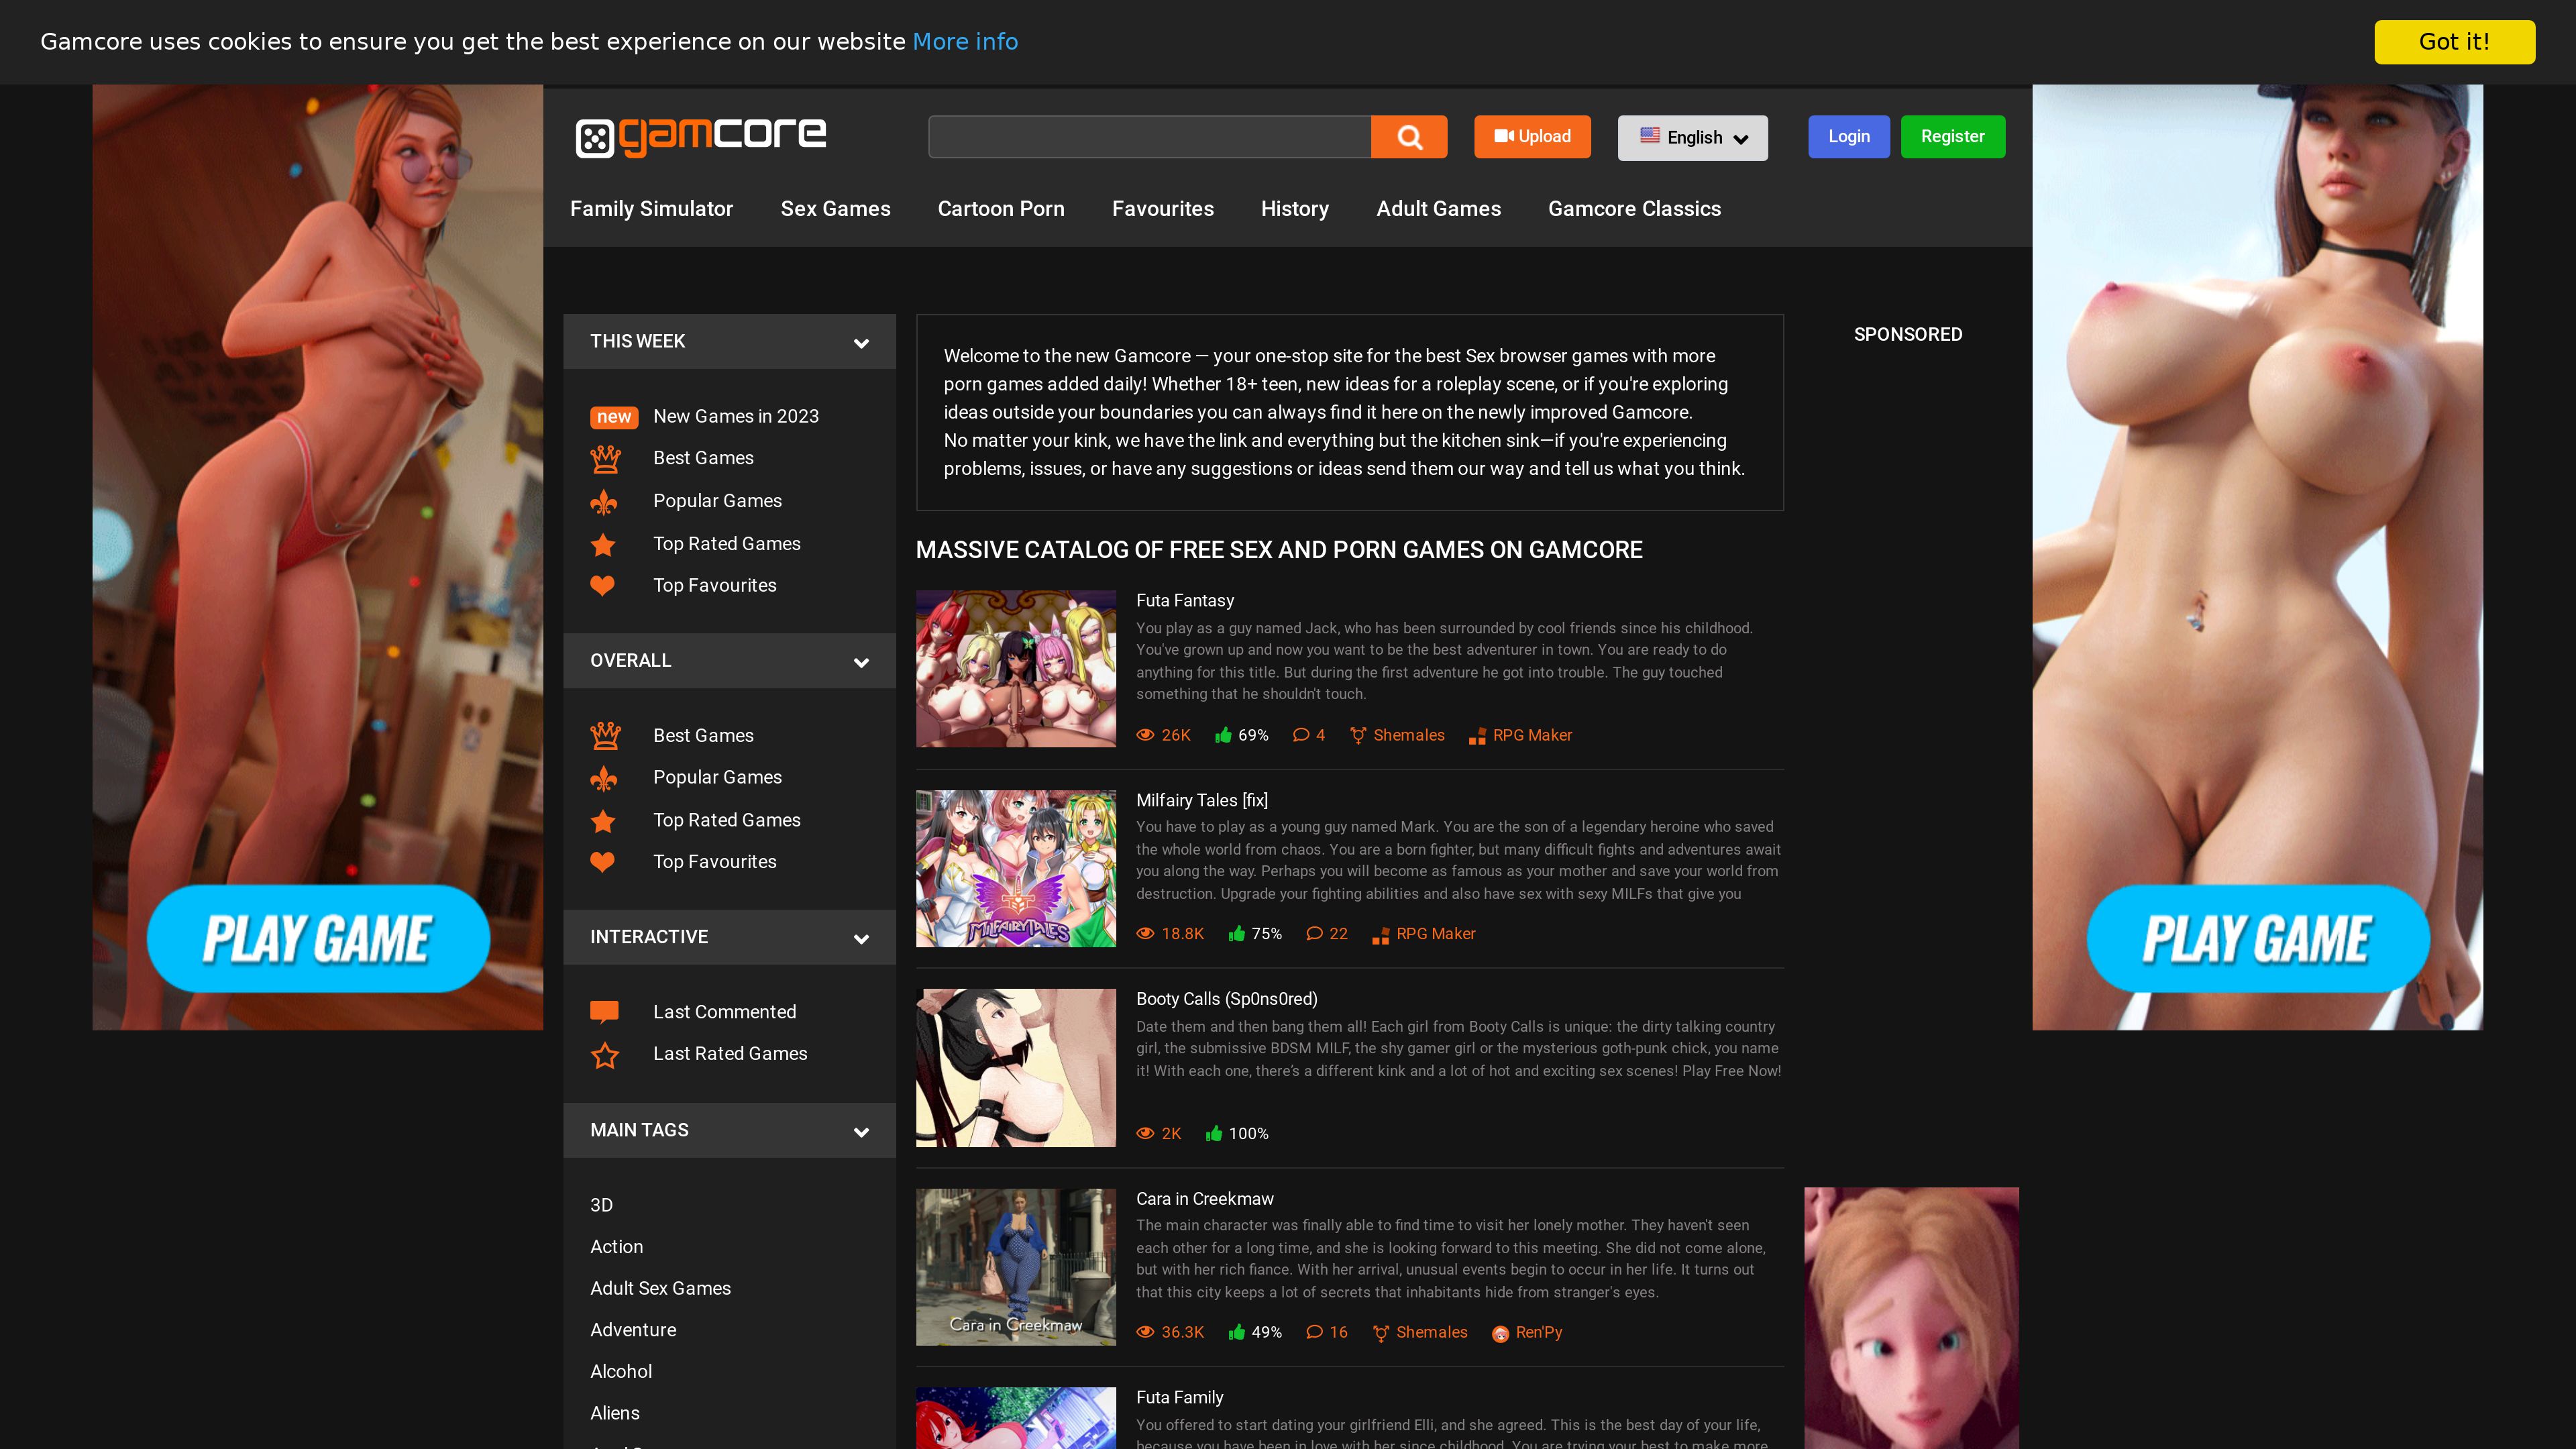 Gamcore uses cookies to ensure you get the best experience on our website More info
Got it!
gamcore
Upload
English
Login
Register
Family Simulator
Sex Games
Cartoon Porn
Favourites
History
Adult Games
Gamcore Classics
THIS WEEK
new New Games in 2023
Best Games
Popular Games
Top Rated Games
Top Favourites
OVERALL
Best Games
Popular Games
Top Rated Games
Top Favourites
INTERACTIVE
Last Commented
Last Rated Games
MAIN TAGS
3D
Action
Adult Sex Games
Adventure
Alcohol
Aliens
Welcome to the new Gamcore — your one-stop site for the best Sex browser games with more
porn games added daily! Whether 18+ teen, new ideas for a roleplay scene, or if you're exploring
ideas outside your boundaries you can always find it here on the newly improved Gamcore.
No matter your kink, we have the link and everything but the kitchen sink—if you're experiencing
problems, issues, or have any suggestions or ideas send them our way and tell us what you think.
MASSIVE CATALOG OF FREE SEX AND PORN GAMES ON GAMCORE
Futa Fantasy
You play as a guy named Jack, who has been surrounded by cool friends since his childhood.
You've grown up and now you want to be the best adventurer in town. You are ready to do
anything for this title. But during the first adventure he got into trouble. The guy touched
something that he shouldn't touch.
26K 69% 4 Shemales RPG Maker
Milfairy Tales [fix]
You have to play as a young guy named Mark. You are the son of a legendary heroine who saved
the whole world from chaos. You are a born fighter, but many difficult fights and adventures await
you along the way. Perhaps you will become as famous as your mother and save your world from
destruction. Upgrade your fighting abilities and also have sex with sexy MILFs that give you
MILFAIRY TALES
18.8K 75% 22 RPG Maker
Booty Calls (Sp0ns0red)
Date them and then bang them all! Each girl from Booty Calls is unique: the dirty talking country
girl, the submissive BDSM MILF, the shy gamer girl or the mysterious goth-punk chick, you name
it! With each one, there's a different kink and a lot of hot and exciting sex scenes! Play Free Now!
2K 100%
Cara in Creekmaw
The main character was finally able to find time to visit her lonely mother. They haven't seen
each other for a long time, and she is looking forward to this meeting. She did not come alone,
but with her rich fiance. With her arrival, unusual events begin to occur in her life. It turns out
that this city keeps a lot of secrets that inhabitants hide from stranger's eyes.
Cara in Creekmaw
36.3K 49% 16 Shemales Ren'Py
Futa Family
You offered to start dating your girlfriend Elli, and she agreed. This is the best day of your life,
because you have been in love with her since childhood. You are trying your best to make more
SPONSORED
PLAY GAME
PLAY GAME